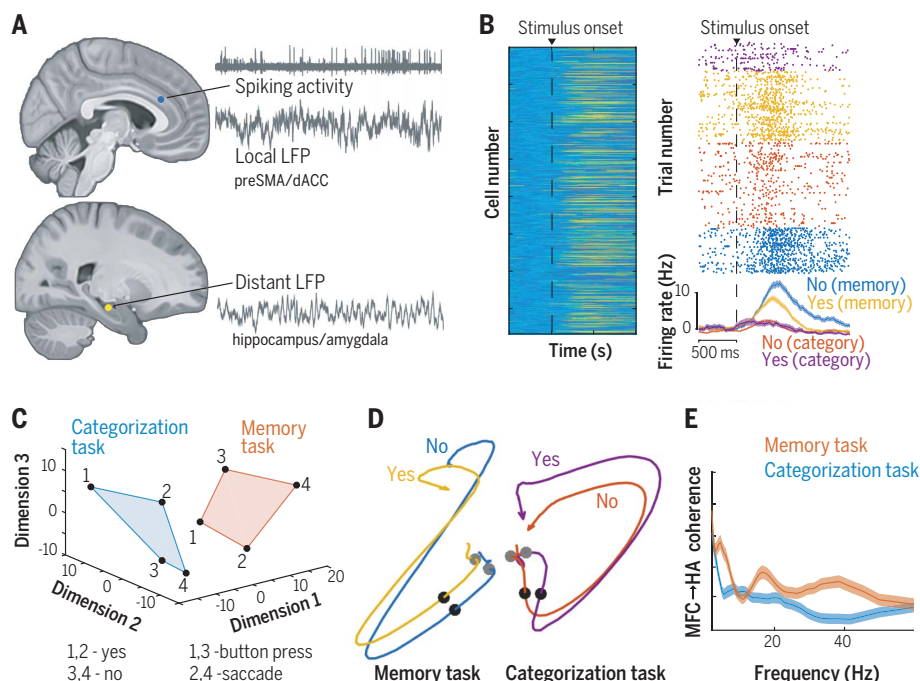 A
Spiking activity
Local LFP
preSMA/dACC
Distant LFP
hippocampus/amygdala
B
Stimulus onset
Cell number
Time (s)
Stimulus onset
Trial number
Firing rate (Hz)
10
0
500 ms
No (memory)
Yes (memory)
No (category)
Yes (category)
C
Categorization
task
Memory
task
Dimension 3
10
0
-10
1
2
3
4
3
4
1
2
10
0
-10
Dimension 2
-10
0
10
20
Dimension 1
1,2 - yes
3,4 - no
1,3-button press
2,4-saccade
D
No
Yes
Yes
No
Memory task
Categorization task
E
Memory task
Categorization task
MFC→HA coherence
20
40
Frequency (Hz)